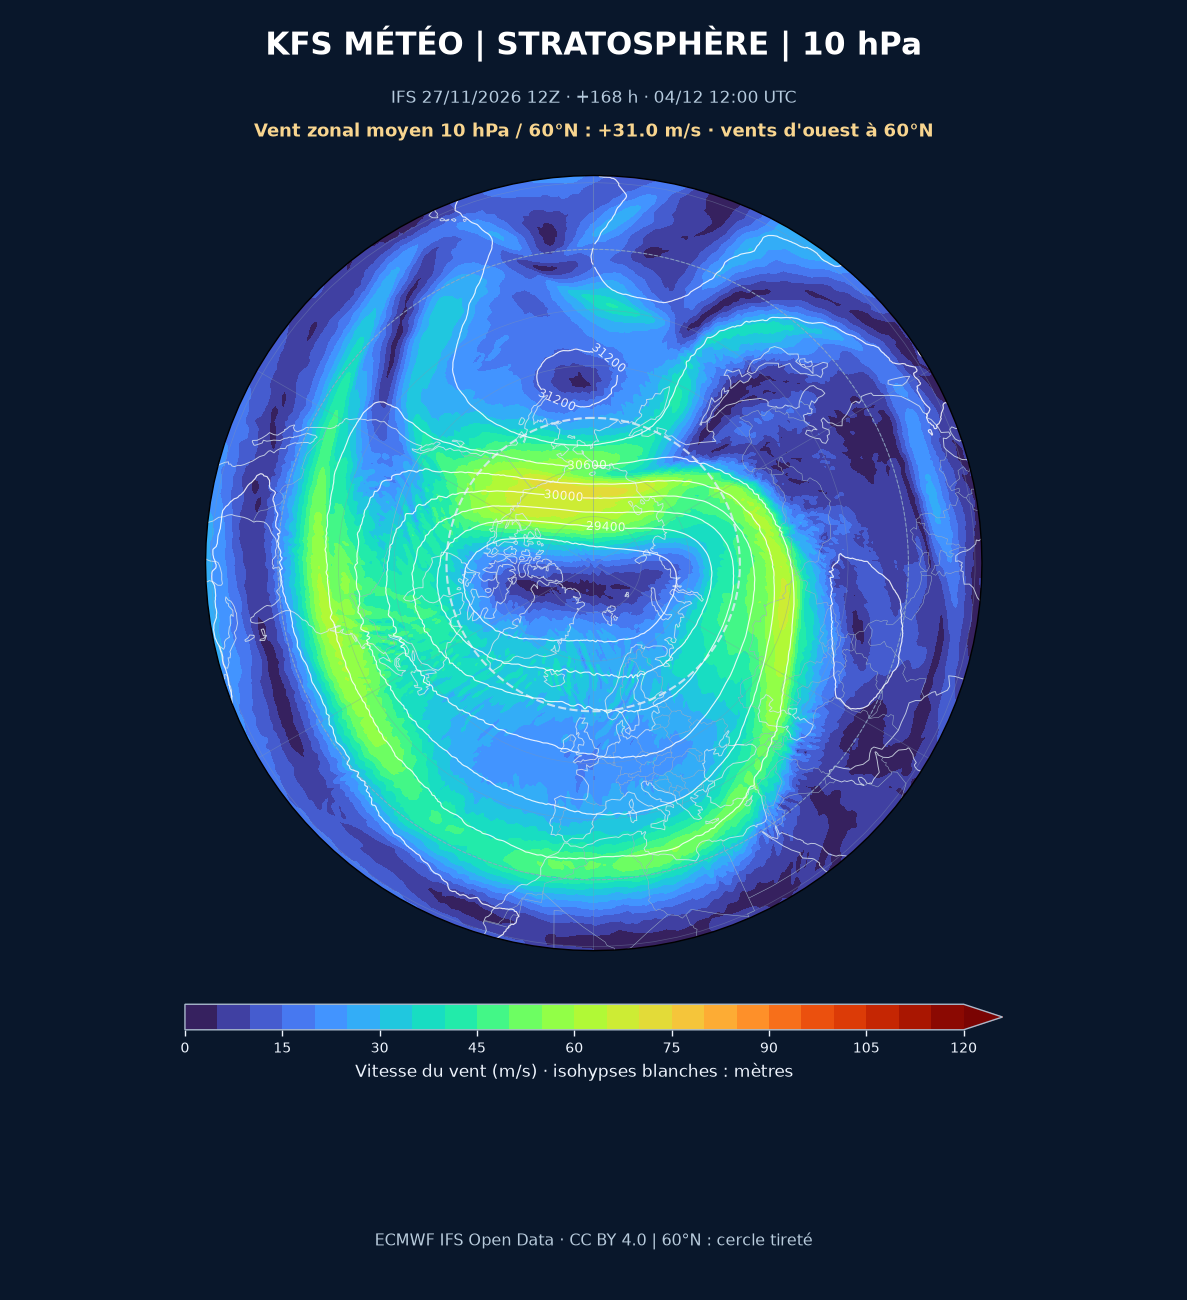 KFS MÉTÉO | STRATOSPHÈRE | 10 hPa
IFS 27/11/2026 12Z · +168 h · 04/12 12:00 UTC
Vent zonal moyen 10 hPa / 60°N : +31.0 m/s · vents d'ouest à 60°N
31200
31200
30600
30000
29400
0 15 30 45 60 75 90 105 120
Vitesse du vent (m/s) · isohypses blanches : mètres
ECMWF IFS Open Data · CC BY 4.0 | 60°N : cercle tireté